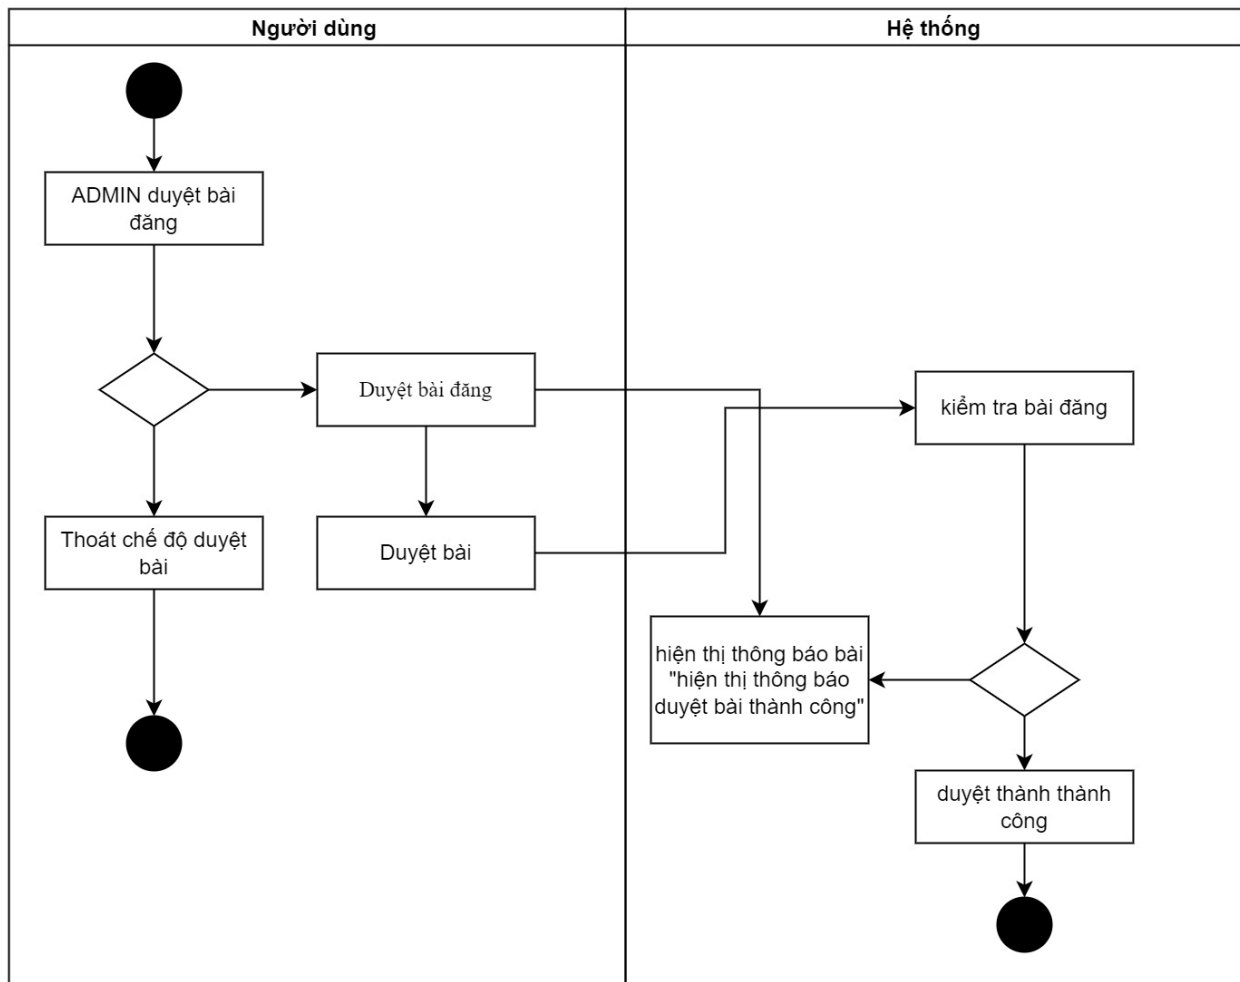 Người dùng
Hệ thống
ADMIN duyệt bài
đăng
Duyệt bài đăng
kiểm tra bài đăng
Thoát chế độ duyệt
bài
Duyệt bài
hiện thị thông báo bài
"hiện thị thông báo
duyệt bài thành công"
duyệt thành thành
công